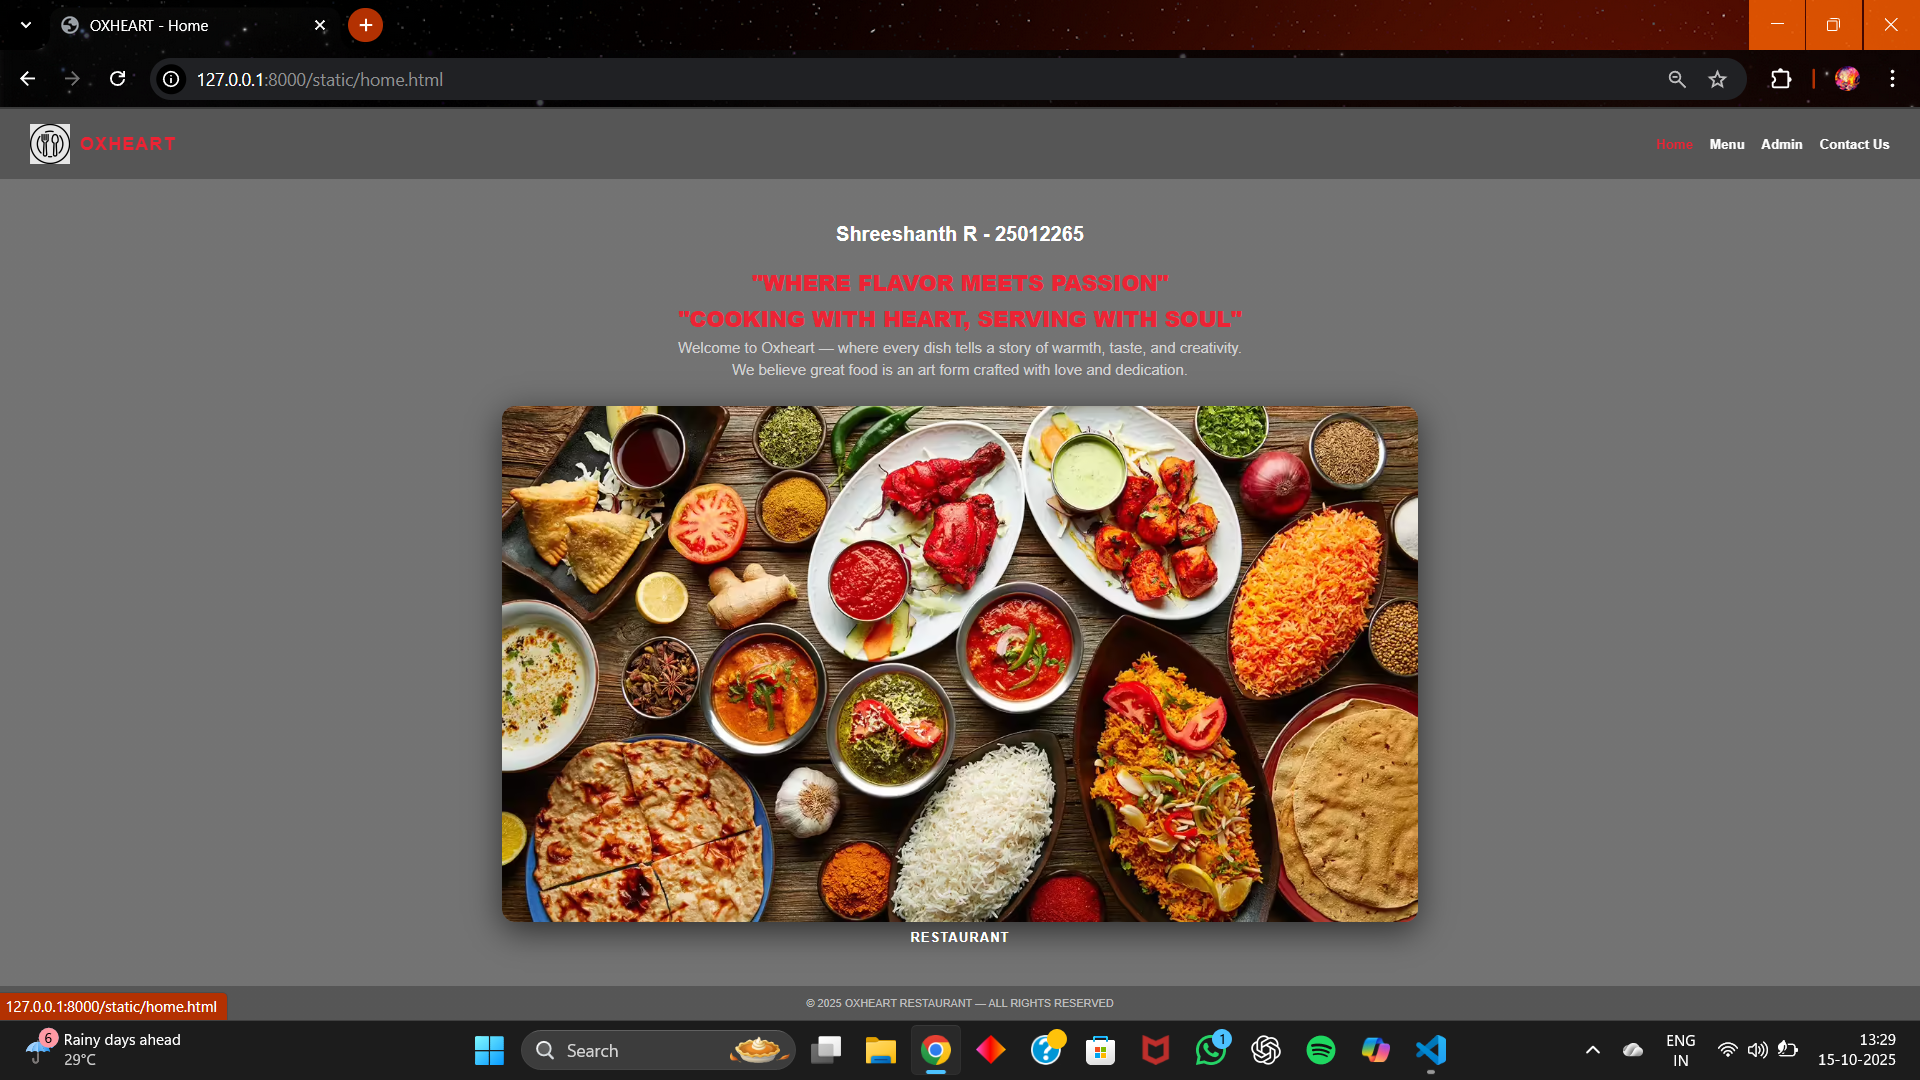 OXHEART - Home
127.0.0.1:8000/static/home.html
OXHEART
Home Menu Admin Contact Us
Shreeshanth R - 25012265
"WHERE FLAVOR MEETS PASSION"
"COOKING WITH HEART, SERVING WITH SOUL"
Welcome to Oxheart — where every dish tells a story of warmth, taste, and creativity.
We believe great food is an art form crafted with love and dedication.
RESTAURANT
© 2025 OXHEART RESTAURANT — ALL RIGHTS RESERVED
127.0.0.1:8000/static/home.html
6
Rainy days ahead
29°C
Search
1
ENG
IN
13:29
15-10-2025